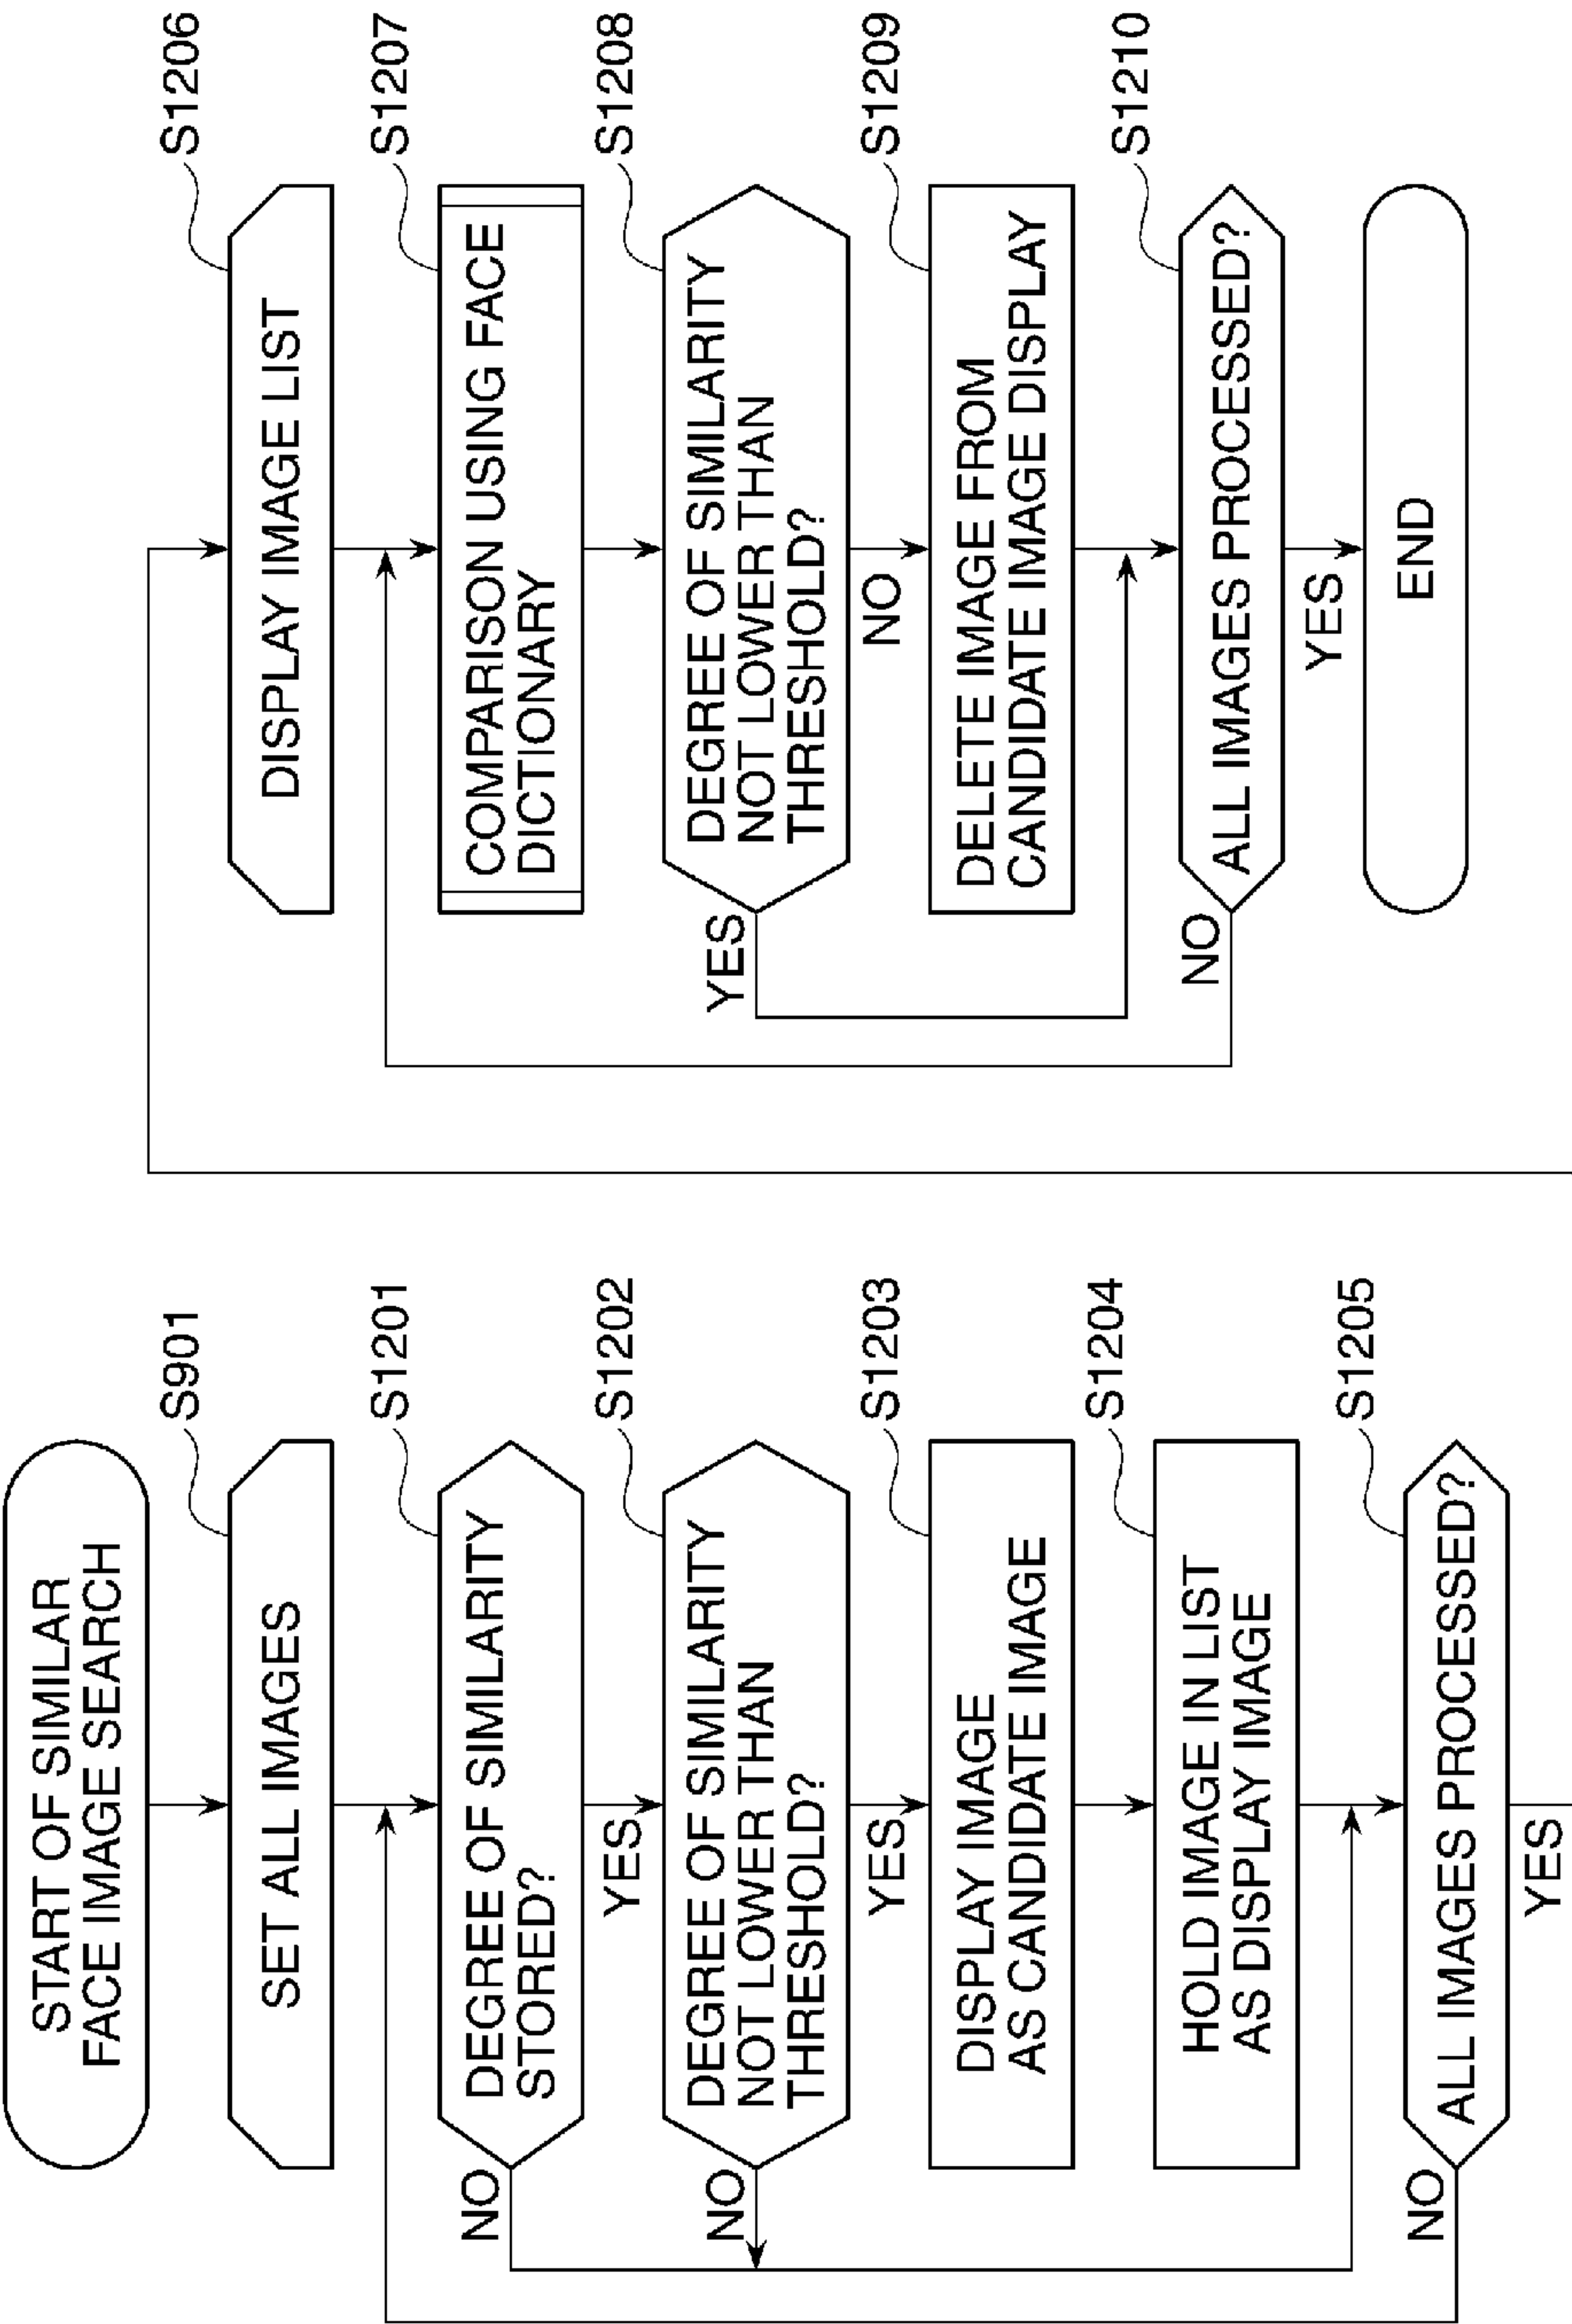 START OF SIMILAR
FACE IMAGE SEARCH
S901
SET ALL IMAGES
S1201
DEGREE OF SIMILARITY
STORED?
NO
YES
S1202
DEGREE OF SIMILARITY
NOT LOWER THAN
THRESHOLD?
NO
YES
S1203
DISPLAY IMAGE
AS CANDIDATE IMAGE
S1204
HOLD IMAGE IN LIST
AS DISPLAY IMAGE
S1205
ALL IMAGES PROCESSED?
NO
YES
S1206
DISPLAY IMAGE LIST
S1207
COMPARISON USING FACE
DICTIONARY
S1208
DEGREE OF SIMILARITY
NOT LOWER THAN
THRESHOLD?
YES
NO
S1209
DELETE IMAGE FROM
CANDIDATE IMAGE DISPLAY
S1210
ALL IMAGES PROCESSED?
NO
YES
END